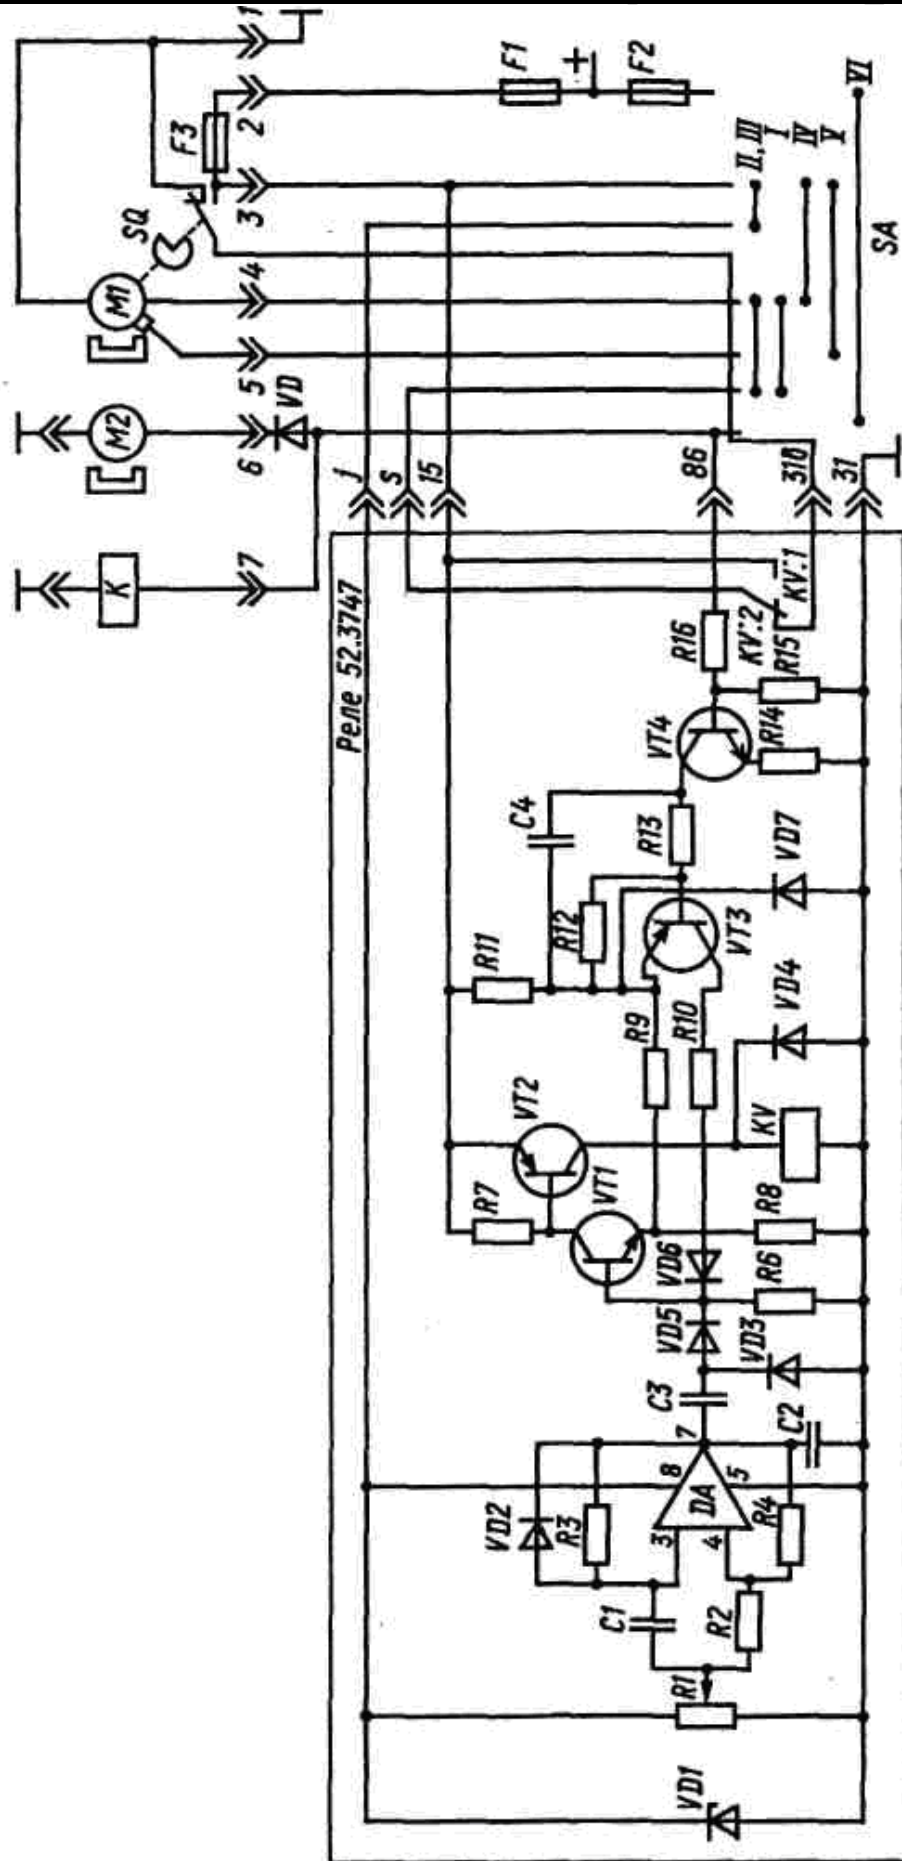 1
2
3
4
5
6
7
F3
F1
+
F2
SQ
M1
M2
K
VD
j
S
15
86
31В
31
II, III
I
IV
V
VI
SA
Реле 52.3747
KV:2
KV:1
R16
R15
R14
VT4
C4
R13
R12
R11
VT3
VD7
VD4
R9
R10
VT2
VT1
R7
KV
R8
R6
VD6
VD5
VD3
C3
C2
7
8
5
DA
3
4
R4
VD2
R3
C1
R2
R1
VD1